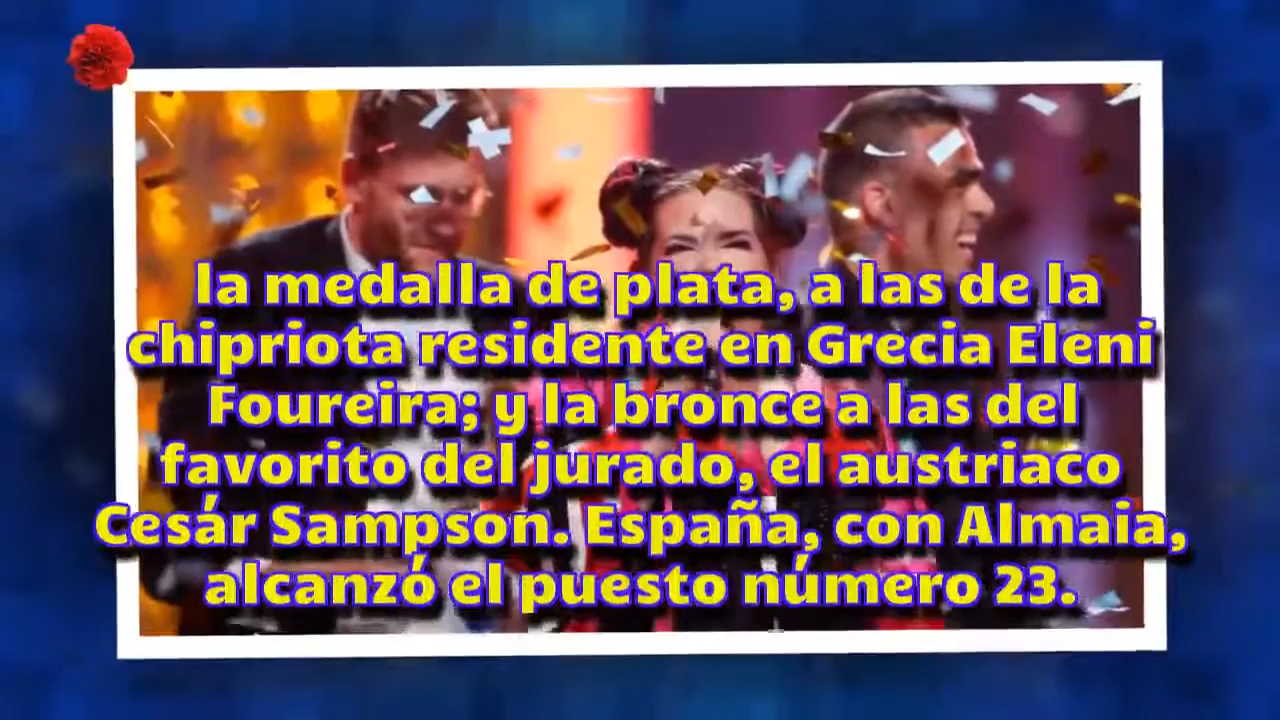 la medalla de plata, a las de la
chipriota residente en Grecia Eleni
Foureira; y la bronce a las del
favorito del jurado, el austriaco
Cesár Sampson. España, con Almaia,
alcanzó el puesto número 23.